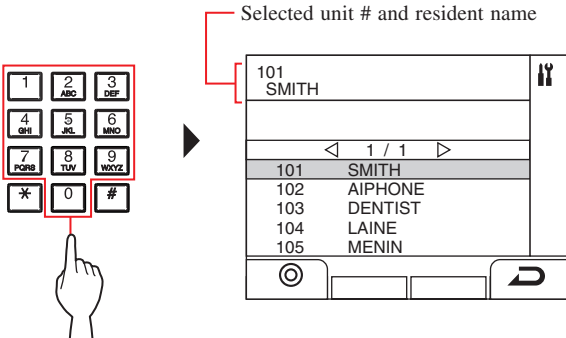 Selected unit # and resident name
1 2 ABC 3 DEF
4 GHI 5 JKL 6 MNO
7 PQRS 8 TUV 9 WXYZ
* 0 #
101
SMITH
1 / 1
101 SMITH
102 AIPHONE
103 DENTIST
104 LAINE
105 MENIN